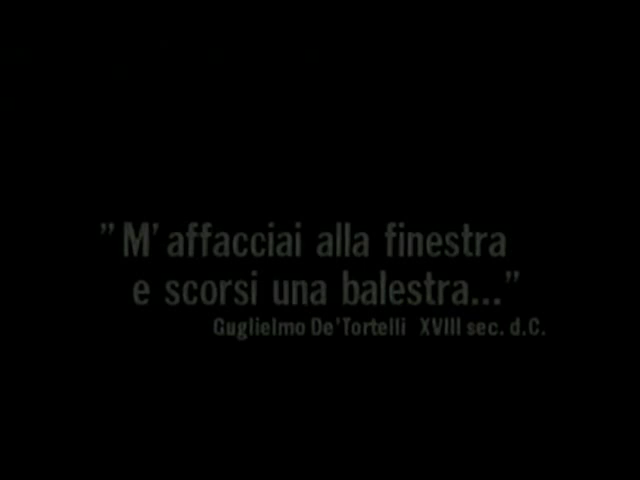 "M'affacciai alla finestra
e scorsi una balestra..."
Guglielmo De'Tortelli XVIII sec. d.C.